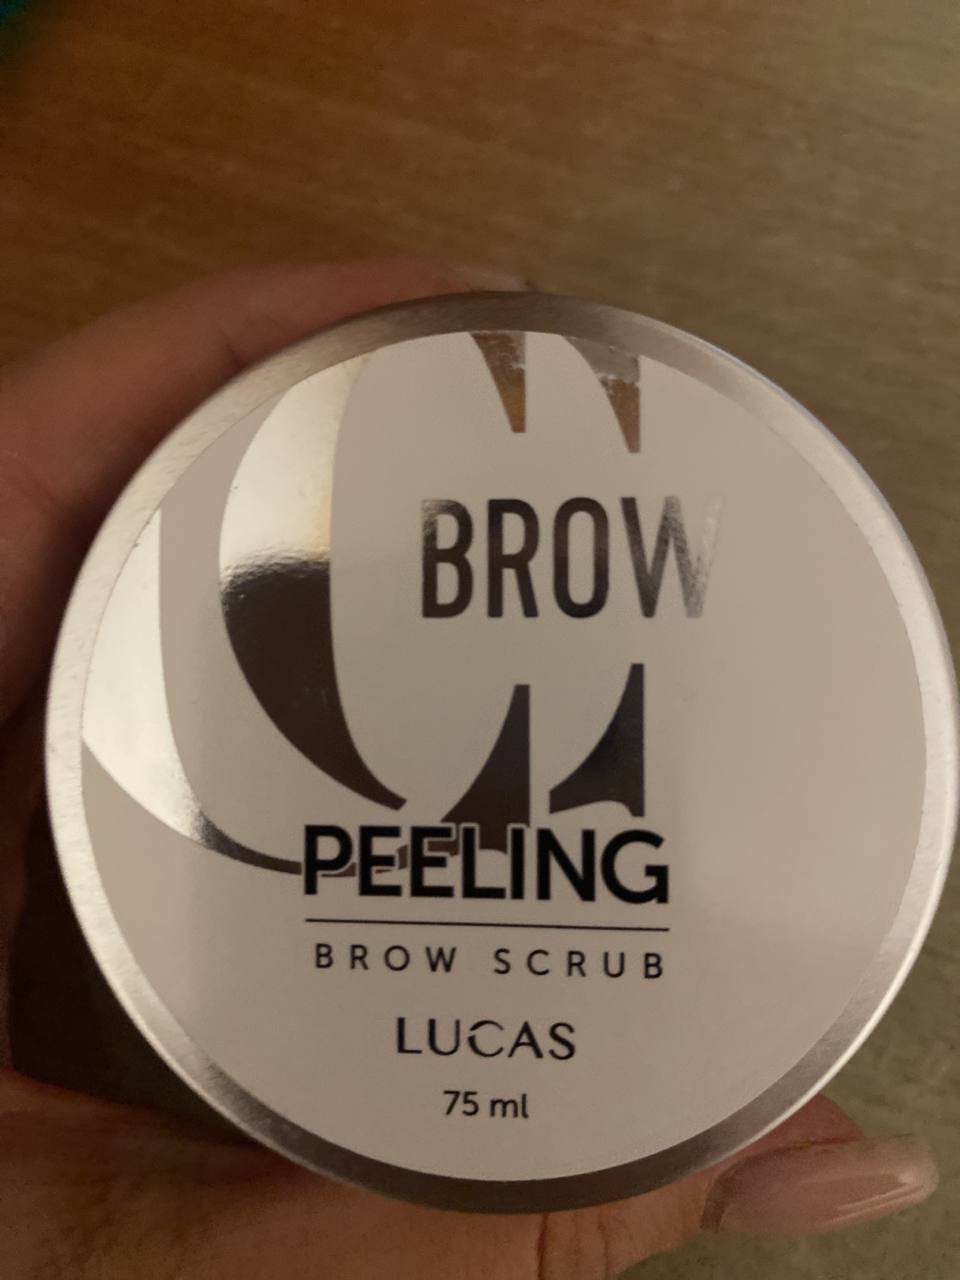 BROW
PEELING
BROW SCRUB
LUCAS
75 ml